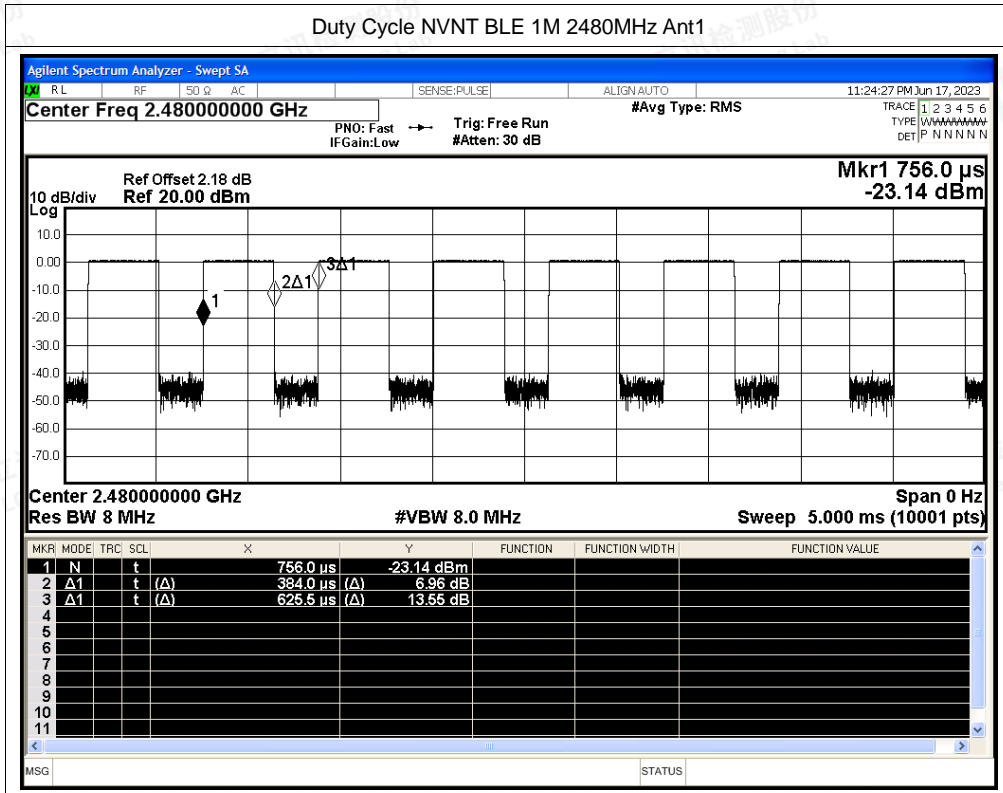 Duty Cycle NVNT BLE 1M 2480MHz Ant1
Agilent Spectrum Analyzer - Swept SA
LXI RL RF 50 Ω AC SENSE:PULSE ALIGN AUTO 11:24:27 PM Jun 17, 2023
Center Freq 2.480000000 GHz #Avg Type: RMS TRACE 1 2 3 4 5 6
PNO: Fast Trig: Free Run TYPE WWWWWW
IFGain:Low #Atten: 30 dB DET P N N N N N
Mkr1 756.0 µs
Ref Offset 2.18 dB
10 dB/div Ref 20.00 dBm -23.14 dBm
Log
10.0
0.00
3Δ1
2Δ1
-10.0
1
-20.0
-30.0
-40.0
-50.0
-60.0
-70.0
Center 2.480000000 GHz Span 0 Hz
Res BW 8 MHz #VBW 8.0 MHz Sweep 5.000 ms (10001 pts)
MKR MODE TRC SCL X Y FUNCTION FUNCTION WIDTH FUNCTION VALUE
1 N t 756.0 µs -23.14 dBm
2 Δ1 t (Δ) 384.0 µs (Δ) 6.96 dB
3 Δ1 t (Δ) 625.5 µs (Δ) 13.55 dB
4
5
6
7
8
9
10
11
MSG STATUS